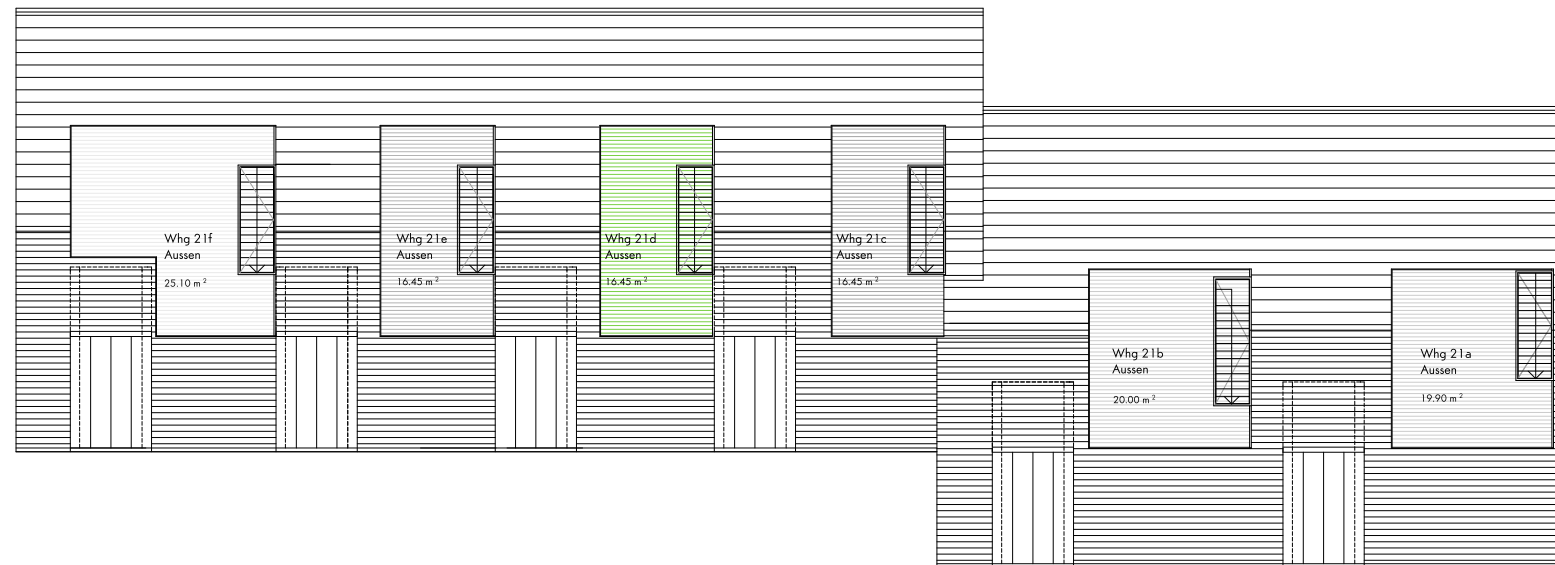 Whg 21f
Aussen
25.10 m²
Whg 21e
Aussen
16.45 m²
Whg 21d
Aussen
16.45 m²
Whg 21c
Aussen
16.45 m²
Whg 21b
Aussen
20.00 m²
Whg 21a
Aussen
19.90 m²